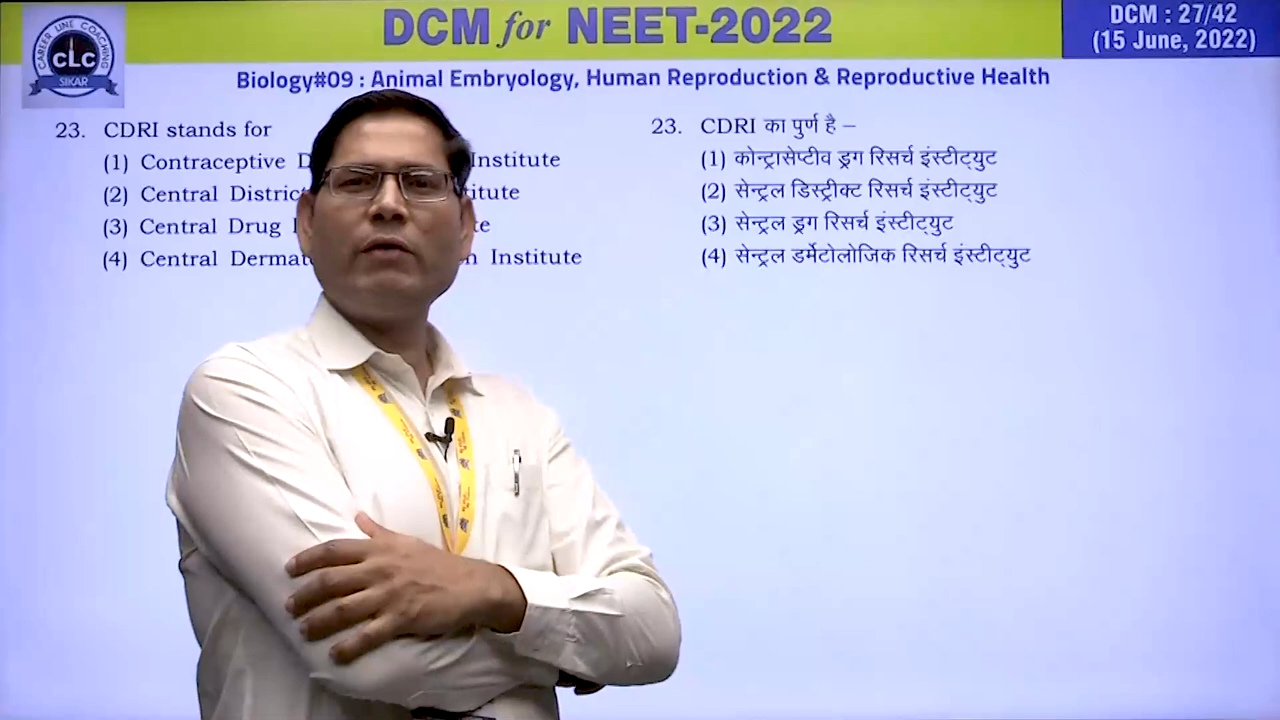 DCM for NEET-2022
DCM : 27/42
(15 June, 2022)
CAREER LINE COACHING
CLC
SIKAR
Biology#09 : Animal Embryology, Human Reproduction & Reproductive Health
23. CDRI stands for
(1) Contraceptive Institute
(2) Central
(3) Central Drug
(4) Central Institute
23. CDRI का पुर्ण है –
(1) कोन्ट्रासेप्टीव ड्रग रिसर्च इंस्टीट्युट
(2) सेन्ट्रल डिस्ट्रीक्ट रिसर्च इंस्टीट्युट
(3) सेन्ट्रल ड्रग रिसर्च इंस्टीट्युट
(4) सेन्ट्रल डर्मेटोलोजिक रिसर्च इंस्टीट्युट